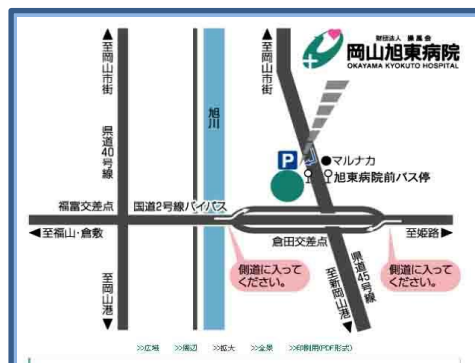 財団法人 操風会
岡山旭東病院
OKAYAMA KYOKUTO HOSPITAL
至岡山市街
至岡山市街
県道40号線
旭川
P
マルナカ
旭東病院前バス停
福富交差点
国道2号線バイパス
至福山・倉敷
倉田交差点
至姫路
側道に入って
ください。
側道に入って
ください。
県道45号線
至岡山港
至新岡山港
>>広域 >>周辺 >>拡大 >>全景 >>印刷用(PDF形式)